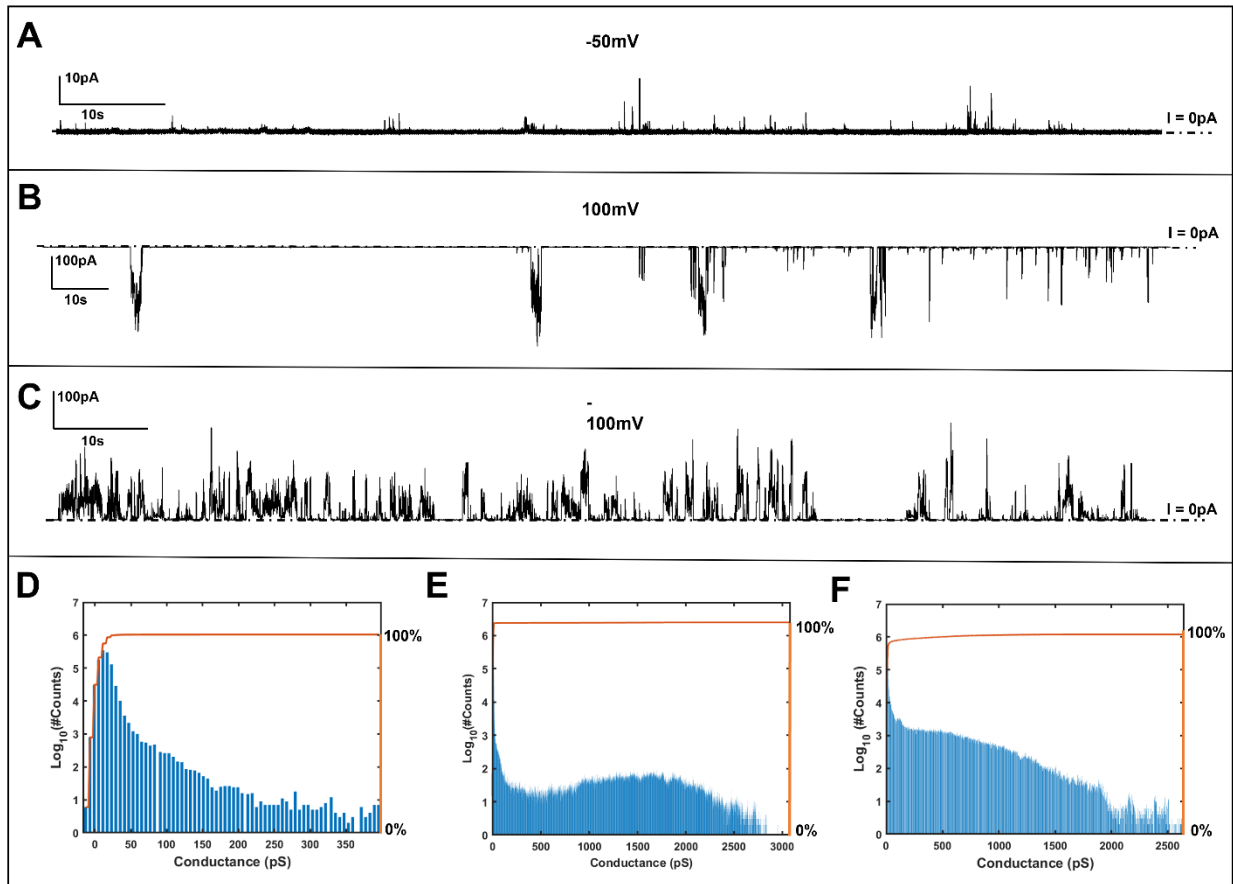 A
-50mV
10pA
10s
I = 0pA
B
100mV
I = 0pA
100pA
10s
C
100pA
-
100mV
10s
I = 0pA
D
7
6
5
4
3
2
1
0
Log10(#Counts)
100%
0%
0 50 100 150 200 250 300 350
Conductance (pS)
E
7
6
5
4
3
2
1
0
Log10 (#Counts)
100%
0%
0 500 1000 1500 2000 2500 3000
Conductance (pS)
F
7
6
5
4
3
2
1
0
Log10 (#Counts)
100%
0%
0 500 1000 1500 2000 2500
Conductance (pS)